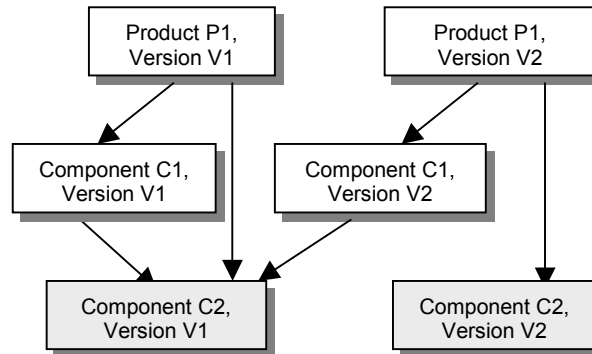 Product P1,
Version V1
Product P1,
Version V2
Component C1,
Version V1
Component C1,
Version V2
Component C2,
Version V1
Component C2,
Version V2